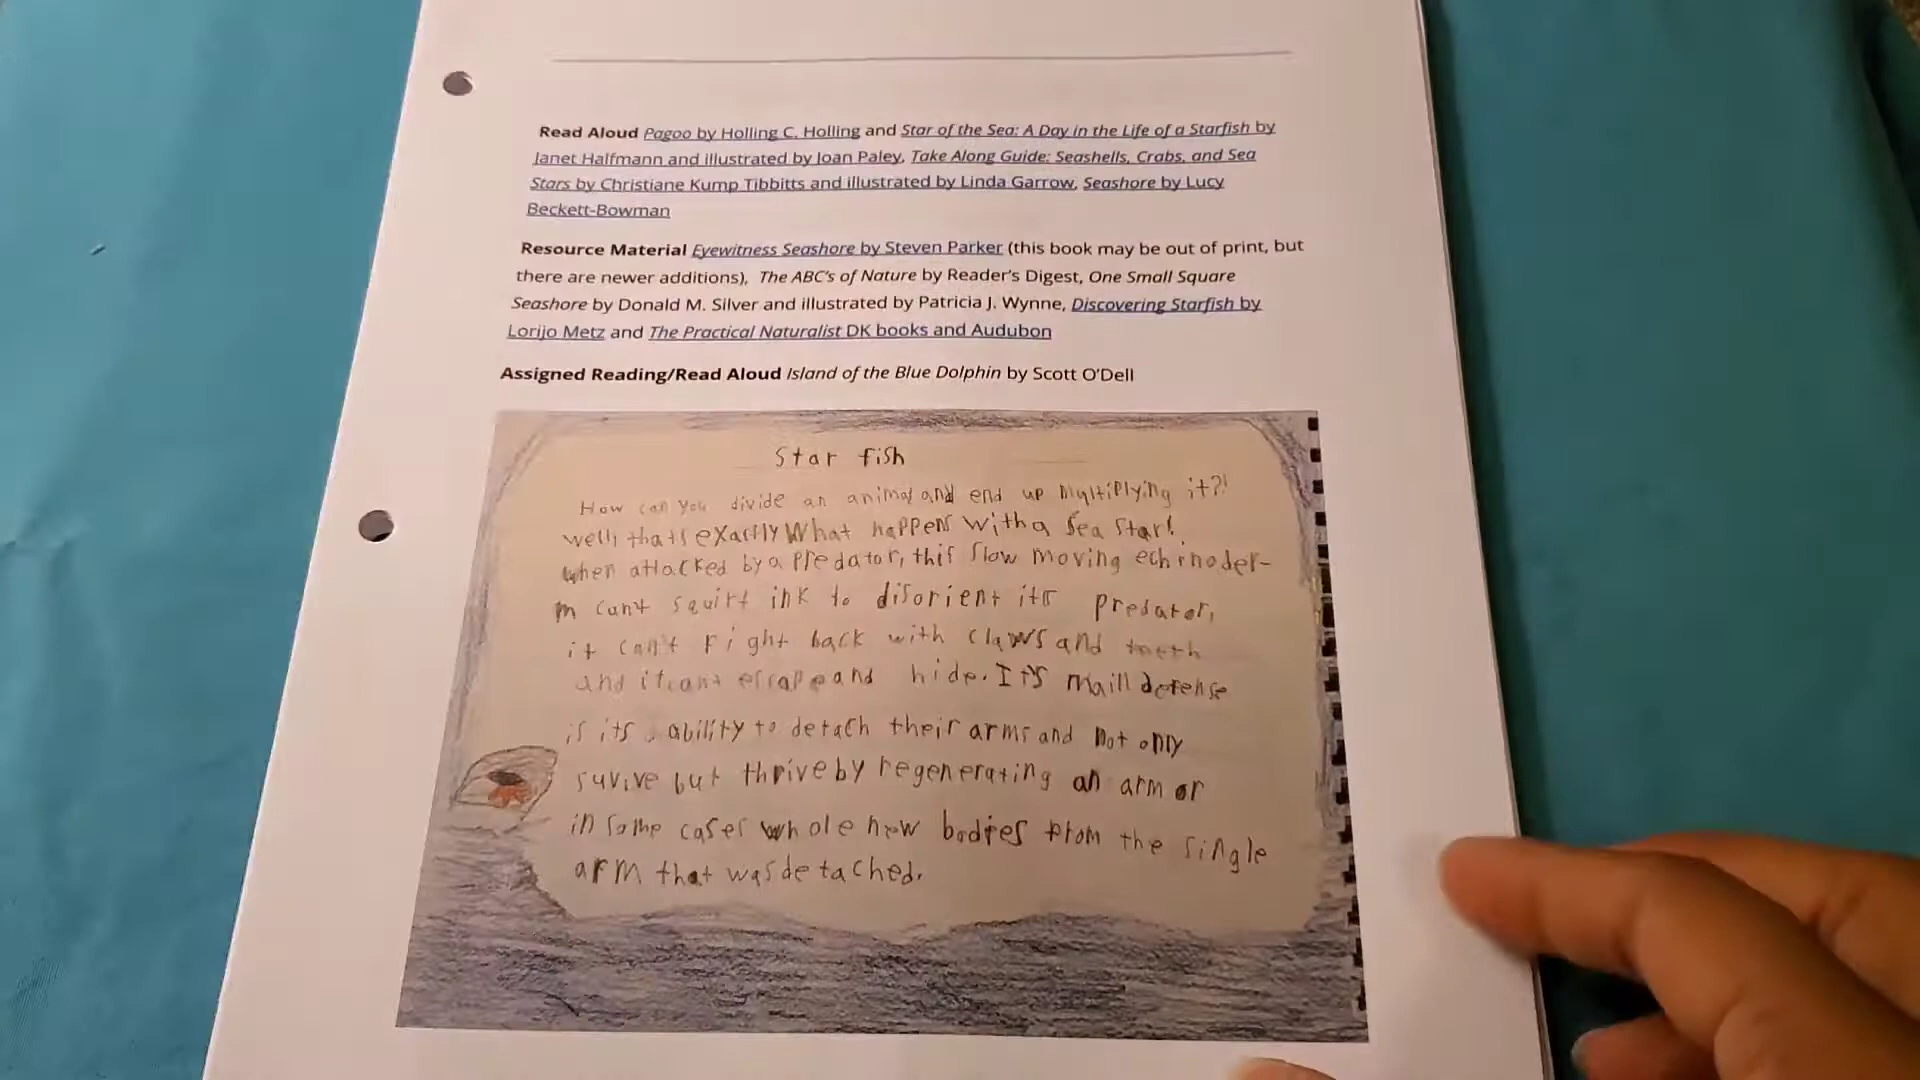 Read Aloud Pagoo by Holling C. Holling and Star of the Sea: A Day in the Life of a Starfish by
Janet Halfmann and illustrated by Joan Paley, Take Along Guide: Seashells, Crabs, and Sea
Stars by Christiane Kump Tibbitts and illustrated by Linda Garrow, Seashore by Lucy
Beckett-Bowman
Resource Material Eyewitness Seashore by Steven Parker (this book may be out of print, but
there are newer additions), The ABC's of Nature by Reader's Digest, One Small Square
Seashore by Donald M. Silver and illustrated by Patricia J. Wynne, Discovering Starfish by
Lorijo Metz and The Practical Naturalist DK books and Audubon
Assigned Reading/Read Aloud Island of the Blue Dolphin by Scott O'Dell
Star fish
How can you divide an animal and end up multiplying it?!
well, thats exactly What happens with a sea star!
when attacked by a predator, this slow moving echinoder-
m cant squirt ink to disorient its predator,
it can't fight back with claws and teeth
and it cant escape and hide. It's main defense
is its ability to detach their arms and not only
survive but thrive by regenerating an arm or
in some cases whole new bodies from the single
arm that was detached.